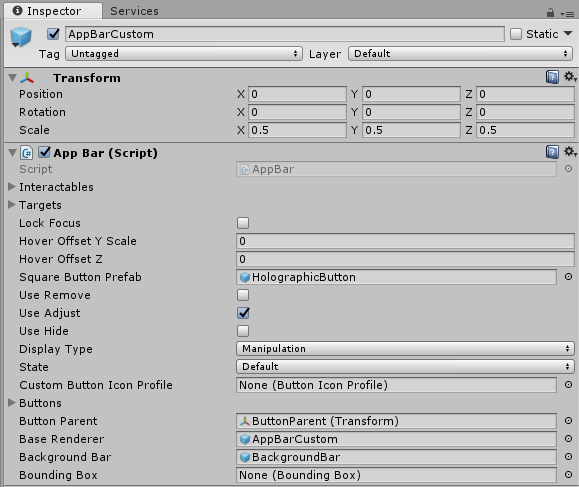 Inspector Services
AppBarCustom Static
Tag Untagged Layer Default
Transform
Position X 0 Y 0 Z 0
Rotation X 0 Y 0 Z 0
Scale X 0.5 Y 0.5 Z 0.5
App Bar (Script)
Script AppBar
Interactables
Targets
Lock Focus
Hover Offset Y Scale 0
Hover Offset Z 0
Square Button Prefab HolographicButton
Use Remove
Use Adjust
Use Hide
Display Type Manipulation
State Default
Custom Button Icon Profile None (Button Icon Profile)
Buttons
Button Parent ButtonParent (Transform)
Base Renderer AppBarCustom
Background Bar BackgroundBar
Bounding Box None (Bounding Box)